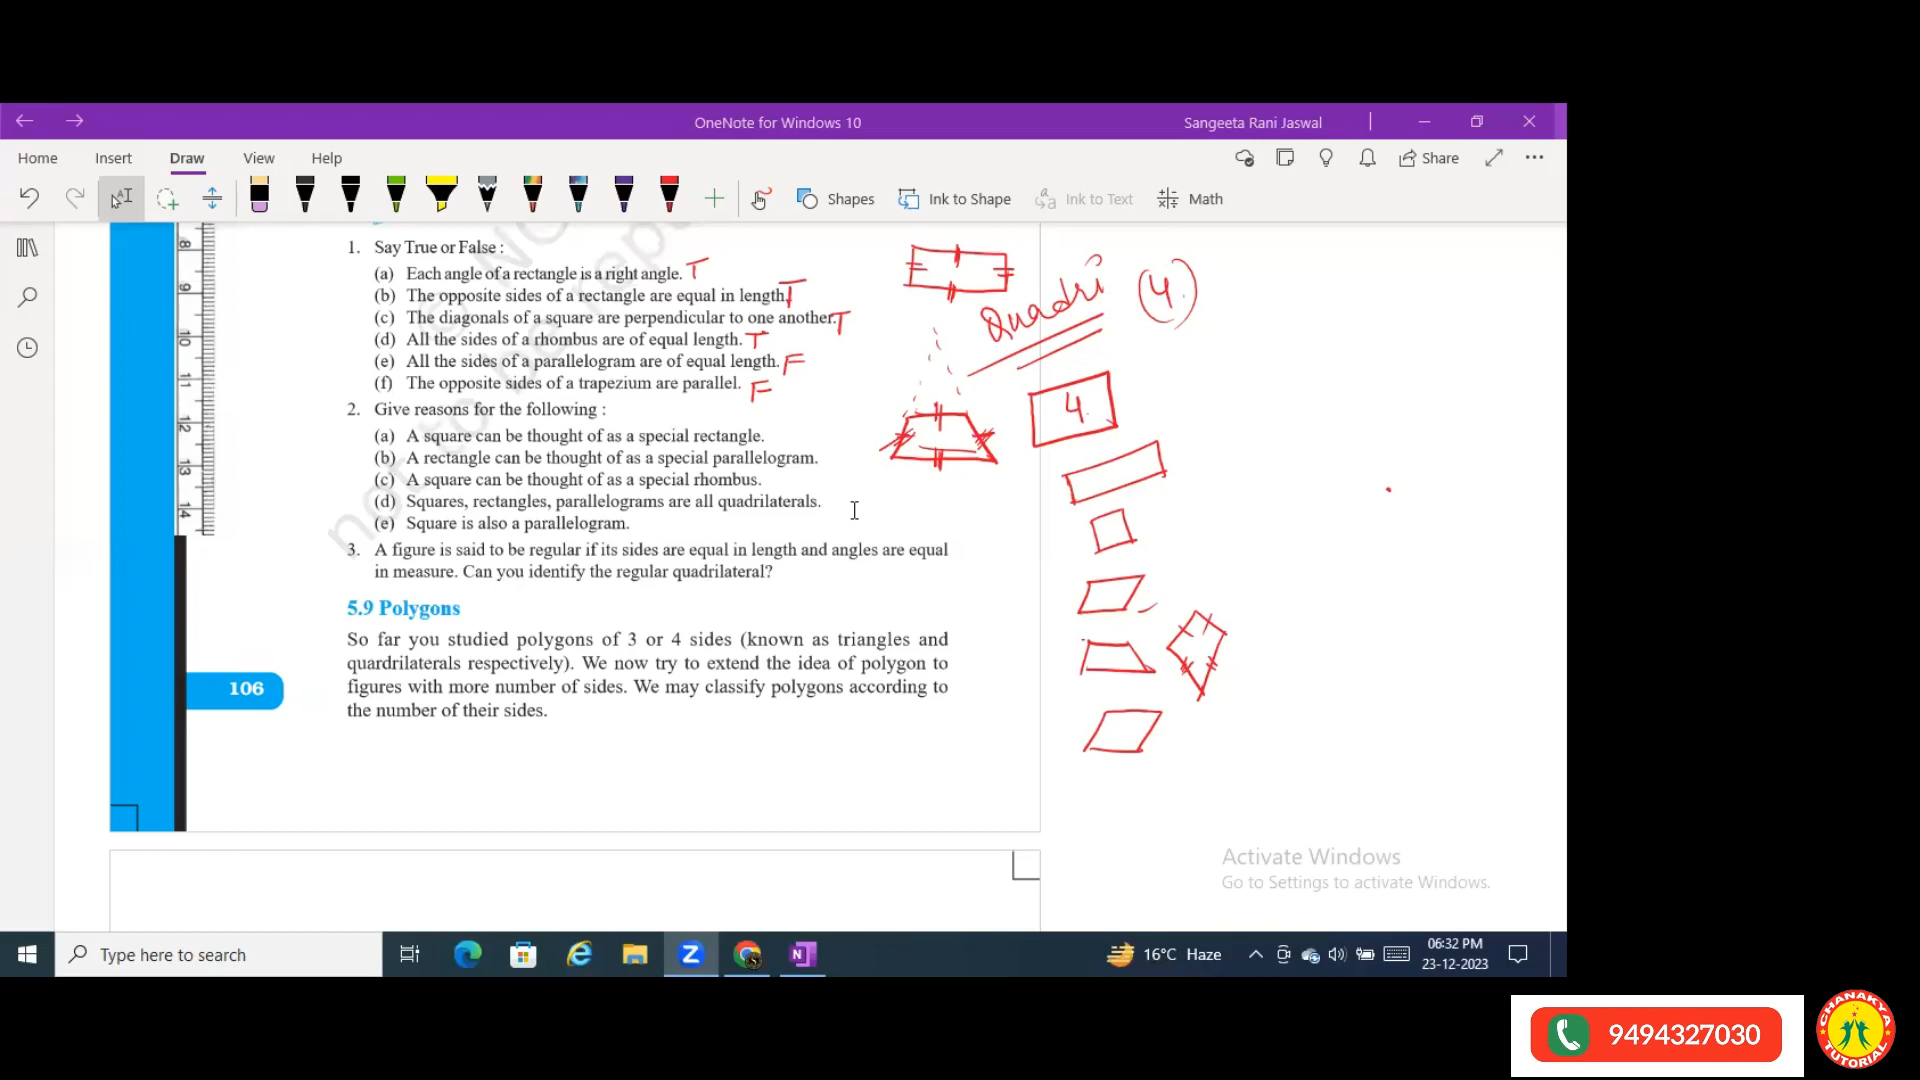 OneNote for Windows 10
Sangeeta Rani Jaswal
Home Insert Draw View Help
Share
Shapes Ink to Shape Ink to Text Math
1. Say True or False :
(a) Each angle of a rectangle is a right angle. T
(b) The opposite sides of a rectangle are equal in length. T
(c) The diagonals of a square are perpendicular to one another. T
(d) All the sides of a rhombus are of equal length. T
(e) All the sides of a parallelogram are of equal length. F
(f) The opposite sides of a trapezium are parallel. F
2. Give reasons for the following :
(a) A square can be thought of as a special rectangle.
(b) A rectangle can be thought of as a special parallelogram.
(c) A square can be thought of as a special rhombus.
(d) Squares, rectangles, parallelograms are all quadrilaterals.
(e) Square is also a parallelogram.
3. A figure is said to be regular if its sides are equal in length and angles are equal
in measure. Can you identify the regular quadrilateral?
5.9 Polygons
So far you studied polygons of 3 or 4 sides (known as triangles and
quardrilaterals respectively). We now try to extend the idea of polygon to
figures with more number of sides. We may classify polygons according to
the number of their sides.
106
8
9
10
11
12
13
14
Quadri (4.)
4.
Activate Windows
Go to Settings to activate Windows.
Type here to search
16°C Haze
06:32 PM
23-12-2023
9494327030
CHANAKYA
TUTORIAL